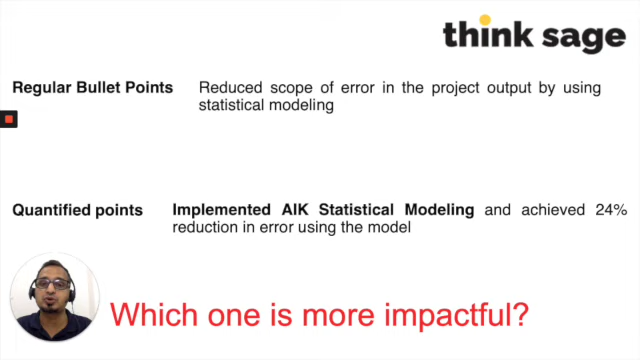 think sage
Regular Bullet Points
Reduced scope of error in the project output by using
statistical modeling
Quantified points
Implemented AIK Statistical Modeling and achieved 24%
reduction in error using the model
Which one is more impactful?